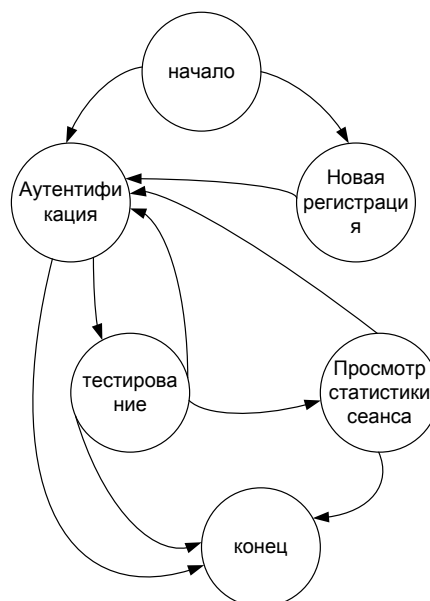 начало
Аутентифи
кация
Новая
регистраци
я
тестирова
ние
Просмотр
статистики
сеанса
конец